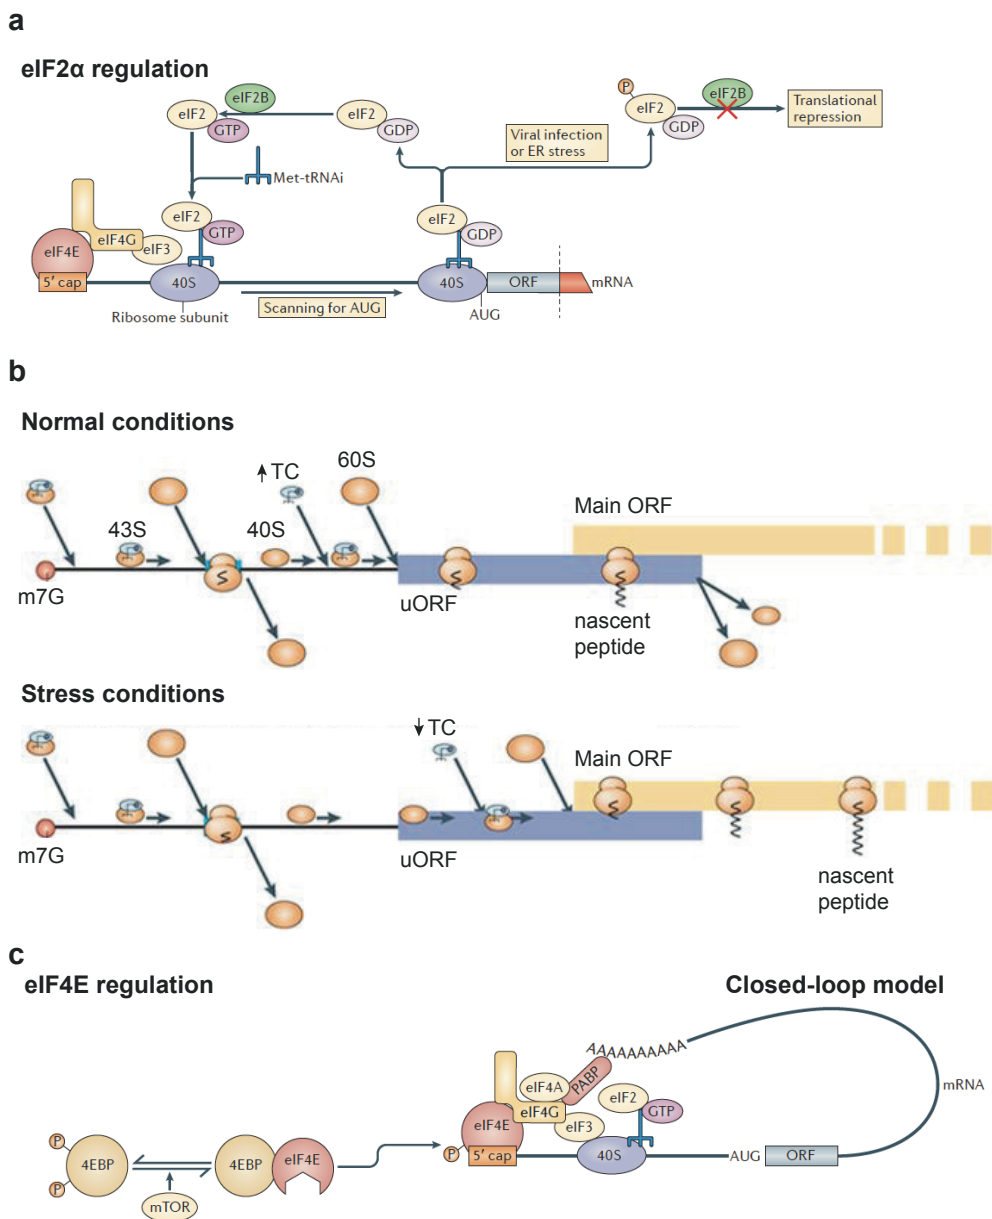 a
eIF2α regulation
eIF2B
eIF2
GTP
eIF2
GDP
Met-tRNAi
Viral infection
or ER stress
P
eIF2
GDP
eIF2B
Translational
repression
eIF4E
eIF4G
eIF3
eIF2
GTP
eIF2
GDP
5′ cap
40S
40S
ORF
mRNA
Ribosome subunit
Scanning for AUG
AUG
b
Normal conditions
TC
60S
Main ORF
43S
40S
m7G
uORF
nascent
peptide
Stress conditions
TC
Main ORF
m7G
uORF
nascent
peptide
c
eIF4E regulation
Closed-loop model
AAAAAAAAAA
PABP
eIF4A
eIF4G
eIF2
GTP
mRNA
eIF4E
eIF3
P
5′ cap
40S
AUG
ORF
P
4EBP
P
4EBP
eIF4E
mTOR